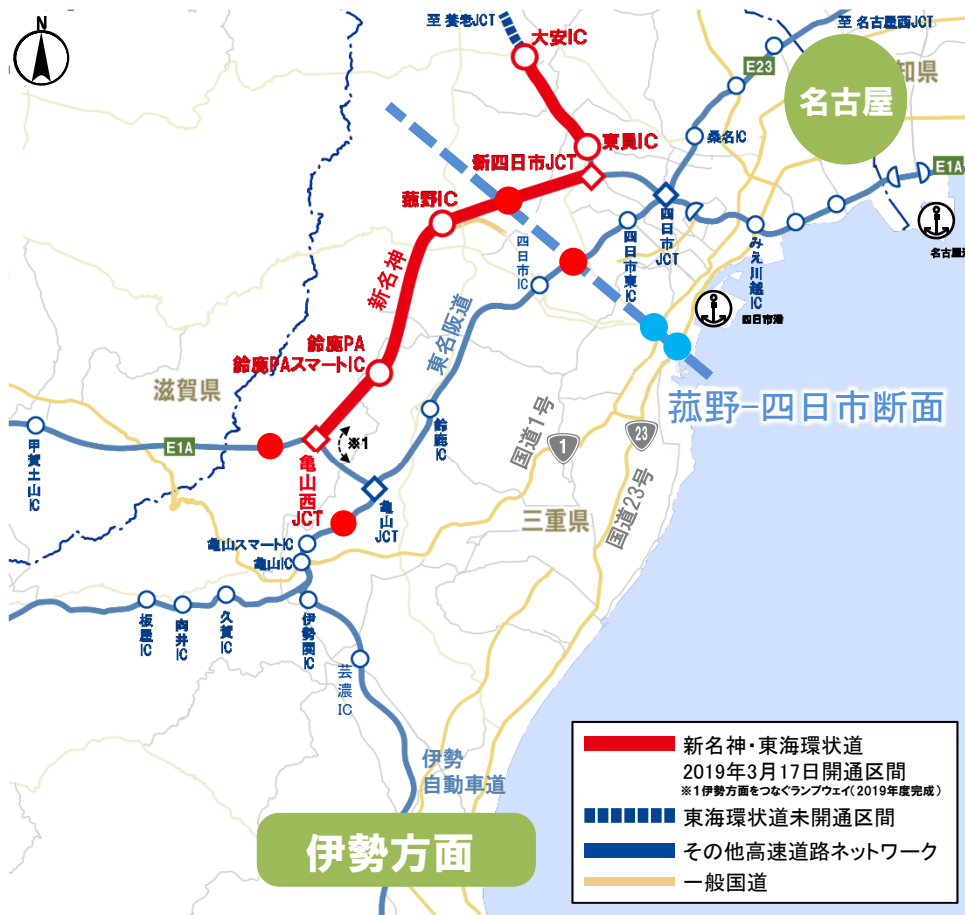 N
至 養老JCT
至 名古屋西JCT
大安IC
E23
知県
名古屋
桑名IC
東員IC
新四日市JCT
E1A
菰野IC
四日市JCT
四日市東IC
四日市IC
みえ川越IC
四日市港
新名神
東名阪道
鈴鹿PA
鈴鹿PAスマートIC
滋賀県
菰野-四日市断面
国道1号
1
23
国道23号
鈴鹿IC
※1
E1A
甲賀土山IC
亀山西JCT
亀山JCT
三重県
亀山スマートIC
亀山IC
板屋IC
向井IC
久賀IC
伊勢関IC
芸濃IC
伊勢
自動車道
伊勢方面
新名神・東海環状道
2019年3月17日開通区間
※1伊勢方面をつなぐランプウェイ(2019年度完成)
東海環状道未開通区間
その他高速道路ネットワーク
一般国道